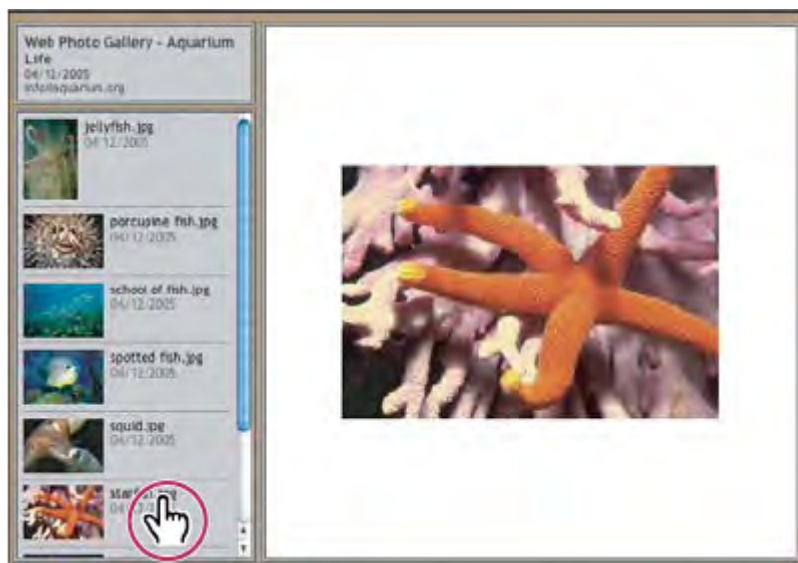 Web Photo Gallery - Aquarium
Life
04/12/2005
info@aquarium.org
jellyfish.jpg
04/12/2005
porcupine fish.jpg
04/12/2005
school of fish.jpg
04/12/2005
spotted fish.jpg
04/12/2005
squid.jpg
04/12/2005